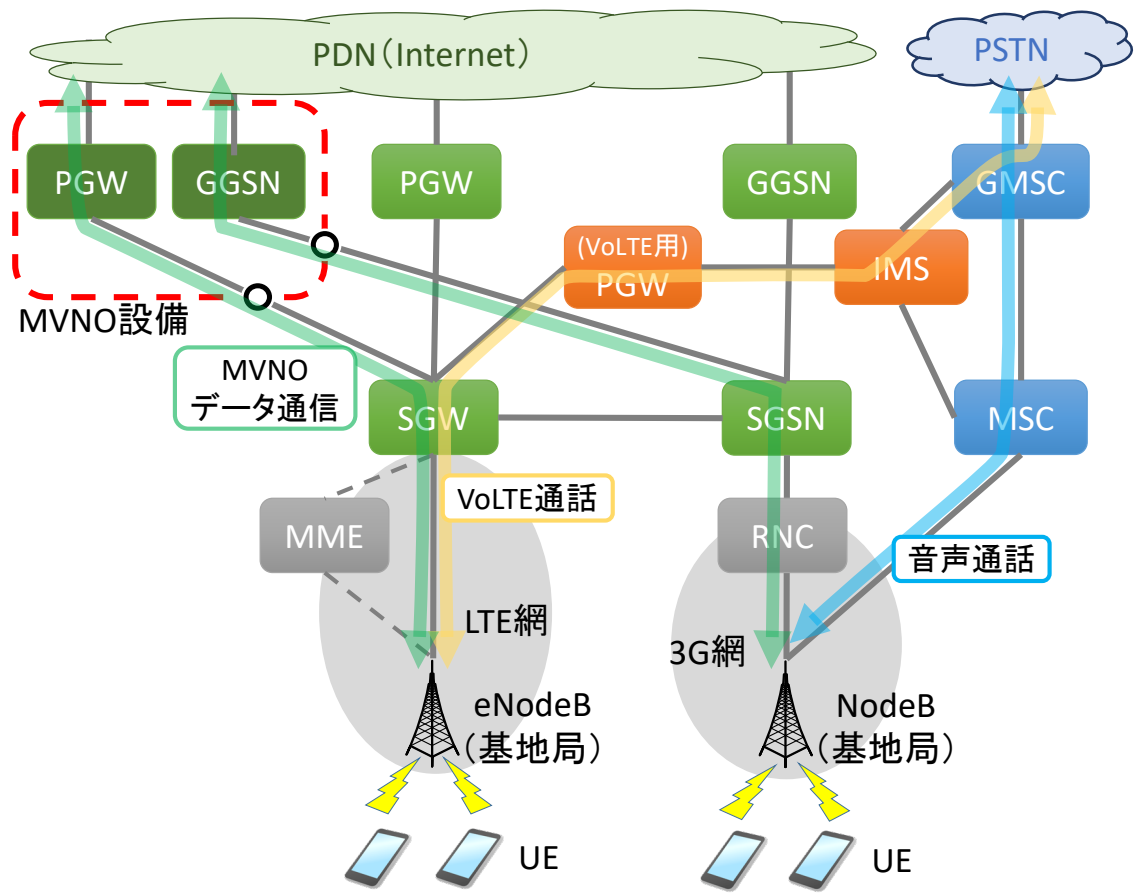 PDN（Internet）
PSTN
PGW
GGSN
PGW
GGSN
GMSC
(VoLTE用)
PGW
IMS
MVNO設備
MVNO
データ通信
SGW
SGSN
MSC
VoLTE通話
MME
RNC
音声通話
LTE網
3G網
eNodeB
（基地局）
NodeB
（基地局）
UE
UE